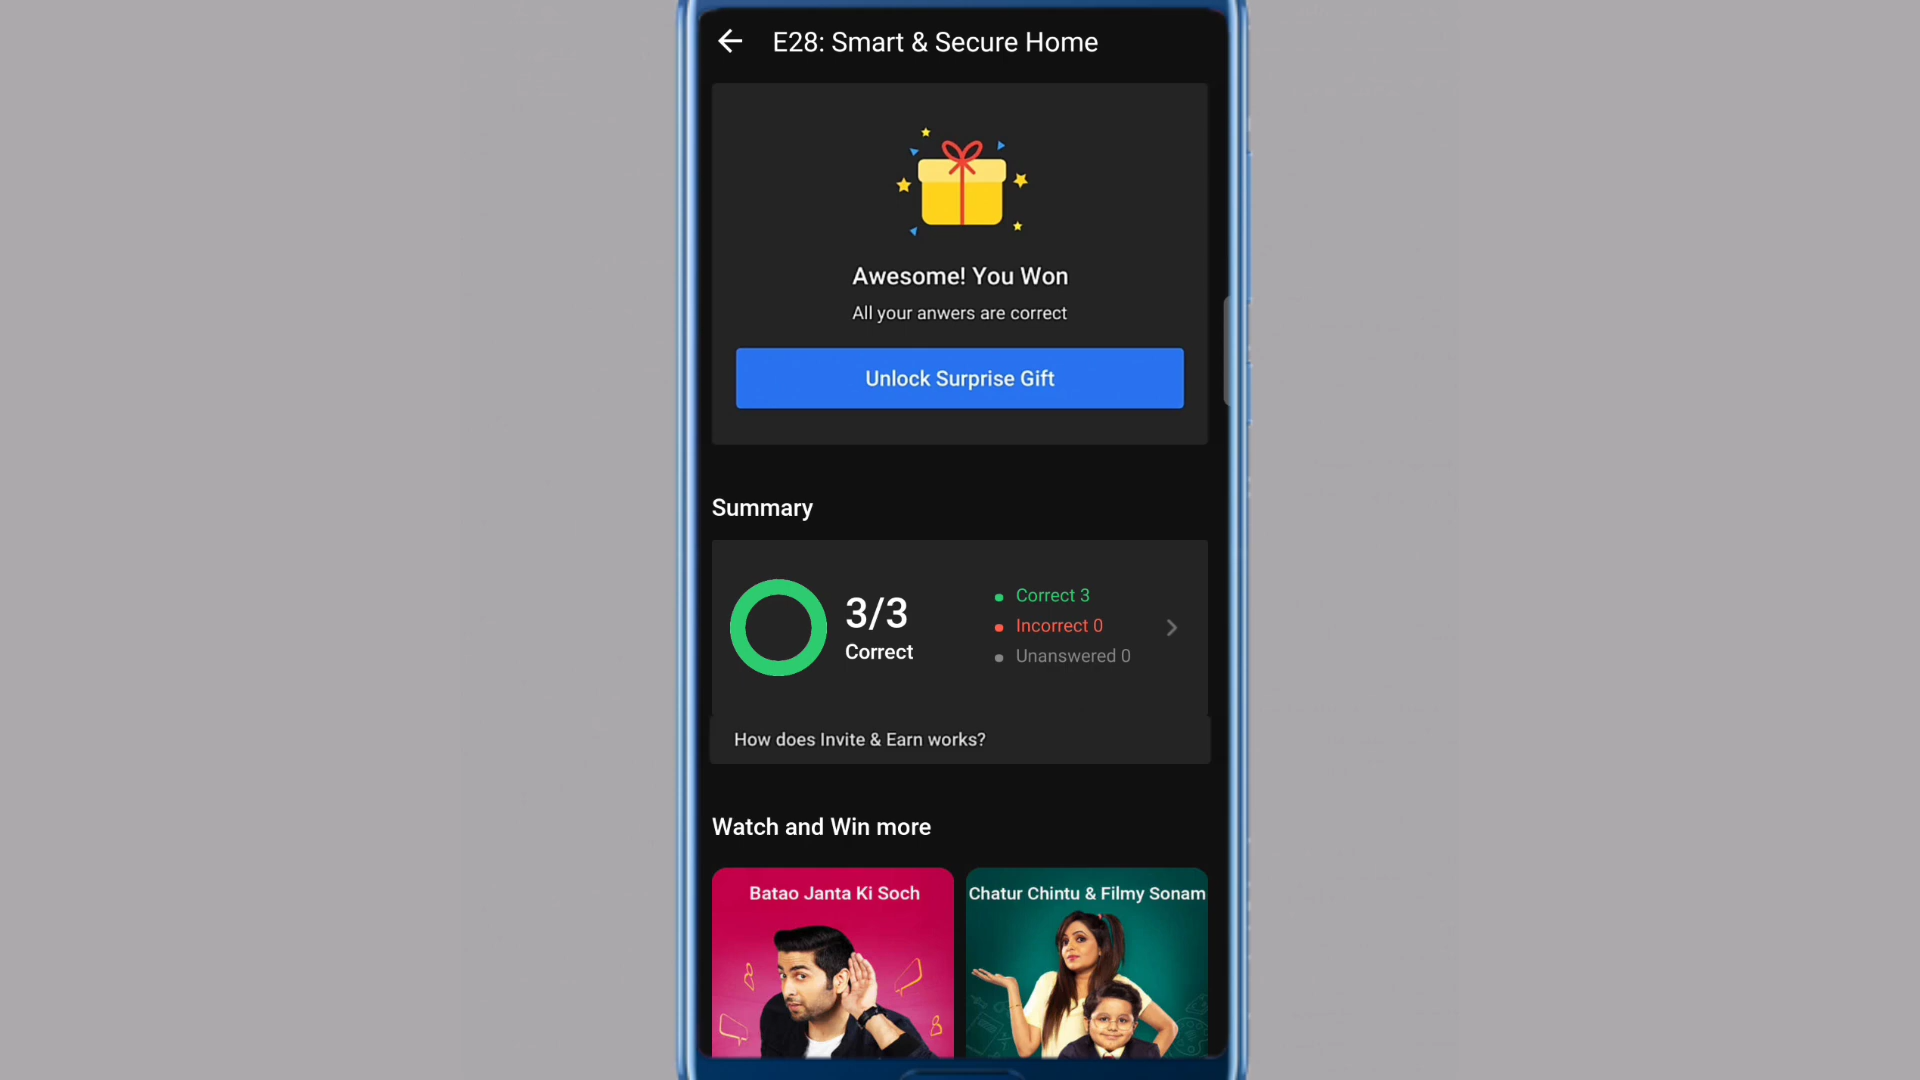 E28: Smart & Secure Home
Awesome! You Won
All your anwers are correct
Unlock Surprise Gift
Summary
3/3
Correct
Correct 3
Incorrect 0
Unanswered 0
How does Invite & Earn works?
Watch and Win more
Batao Janta Ki Soch
Chatur Chintu & Filmy Sonam